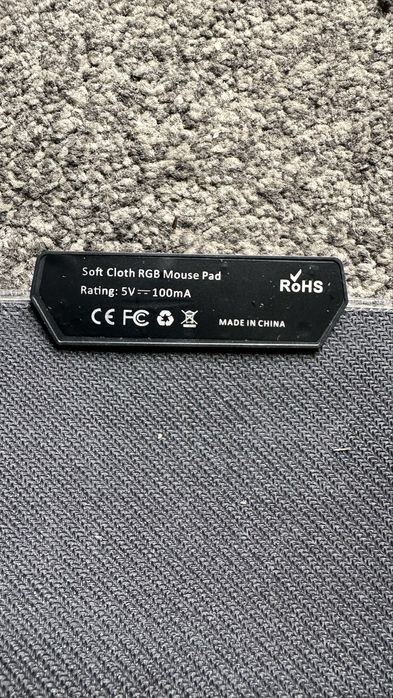 Soft Cloth RGB Mouse Pad
Rating: 5V⎓100mA
RoHS
CE FC
MADE IN CHINA